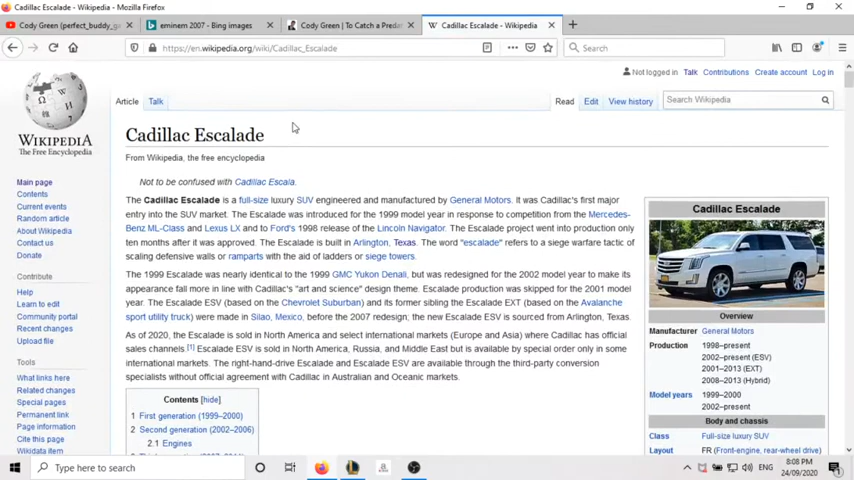 Cadillac Escalade - Wikipedia - Mozilla Firefox
Cody Green (perfect_buddy_go
eminem 2007 - Bing images
Cody Green | To Catch a Preda
Cadillac Escalade - Wikipedia
https://en.wikipedia.org/wiki/Cadillac_Escalade
Search
Not logged in Talk Contributions Create account Log in
Article Talk Read Edit View history Search Wikipedia
WIKIPEDIA
The Free Encyclopedia
Main page
Contents
Current events
Random article
About Wikipedia
Contact us
Donate
Contribute
Help
Learn to edit
Community portal
Recent changes
Upload file
Tools
What links here
Related changes
Special pages
Permanent link
Page information
Cite this page
Wikidata item
Cadillac Escalade
From Wikipedia, the free encyclopedia
Not to be confused with Cadillac Escala.
The Cadillac Escalade is a full-size luxury SUV engineered and manufactured by General Motors. It was Cadillac's first major
entry into the SUV market. The Escalade was introduced for the 1999 model year in response to competition from the Mercedes-
Benz ML-Class and Lexus LX and to Ford's 1998 release of the Lincoln Navigator. The Escalade project went into production only
ten months after it was approved. The Escalade is built in Arlington, Texas. The word "escalade" refers to a siege warfare tactic of
scaling defensive walls or ramparts with the aid of ladders or siege towers.
The 1999 Escalade was nearly identical to the 1999 GMC Yukon Denali, but was redesigned for the 2002 model year to make its
appearance fall more in line with Cadillac's "art and science" design theme. Escalade production was skipped for the 2001 model
year. The Escalade ESV (based on the Chevrolet Suburban) and its former sibling the Escalade EXT (based on the Avalanche
sport utility truck) were made in Silao, Mexico, before the 2007 redesign; the new Escalade ESV is sourced from Arlington, Texas.
As of 2020, the Escalade is sold in North America and select international markets (Europe and Asia) where Cadillac has official
sales channels.[1] Escalade ESV is sold in North America, Russia, and Middle East but is available by special order only in some
international markets. The right-hand-drive Escalade and Escalade ESV are available through the third-party conversion
specialists without official agreement with Cadillac in Australian and Oceanic markets.
Contents [hide]
1 First generation (1999–2000)
2 Second generation (2002–2006)
2.1 Engines
Cadillac Escalade
Overview
Manufacturer General Motors
Production 1998–present
2002–present (ESV)
2001–2013 (EXT)
2008–2013 (Hybrid)
Model years 1999–2000
2002–present
Body and chassis
Class Full-size luxury SUV
Layout FR (Front-engine, rear-wheel drive)
Type here to search
ENG
8:08 PM
24/09/2020